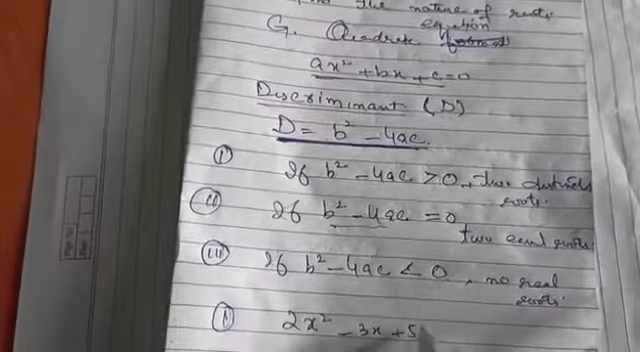 the nature of roots
equation
G. Quadratic
ax² + bx + c = 0
Discriminant (D)
D = b² - 4ac.
(i) If b² - 4ac > 0, two distinct
roots.
(ii) If b² - 4ac = 0
two equal roots.
(iii) If b² - 4ac < 0, no real
roots.
(1) 2x² - 3x + 5